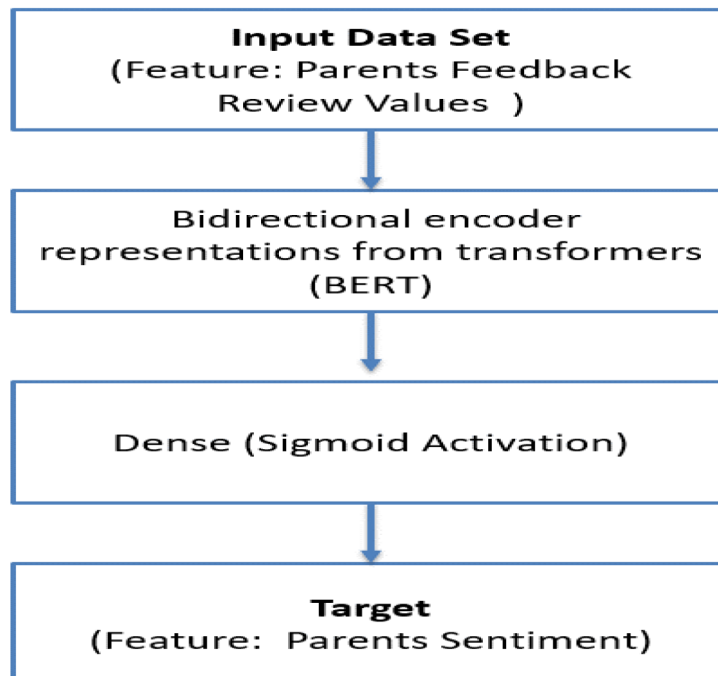 Input Data Set
(Feature: Parents Feedback
Review Values )
Bidirectional encoder
representations from transformers
(BERT)
Dense (Sigmoid Activation)
Target
(Feature: Parents Sentiment)